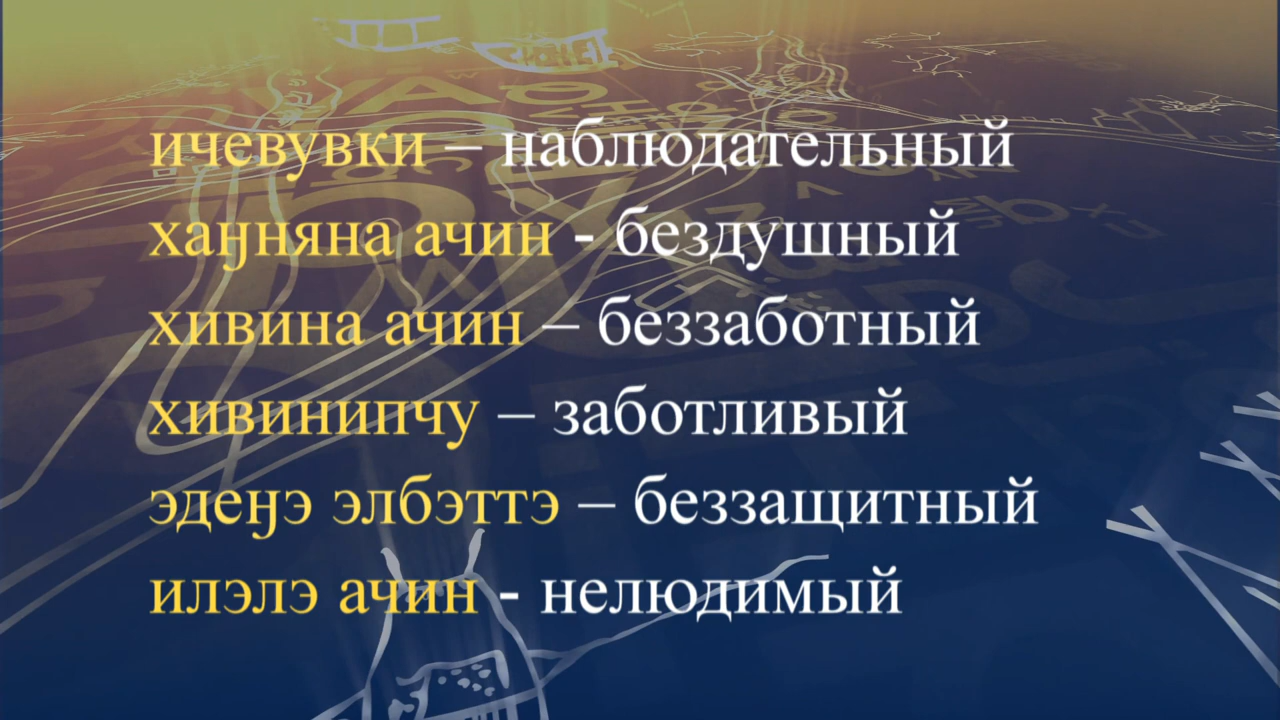 ичевувки – наблюдательный
хаӈняна ачин - бездушный
хивина ачин – беззаботный
хивинипчу – заботливый
эдеӈэ элбэттэ – беззащитный
илэлэ ачин - нелюдимый